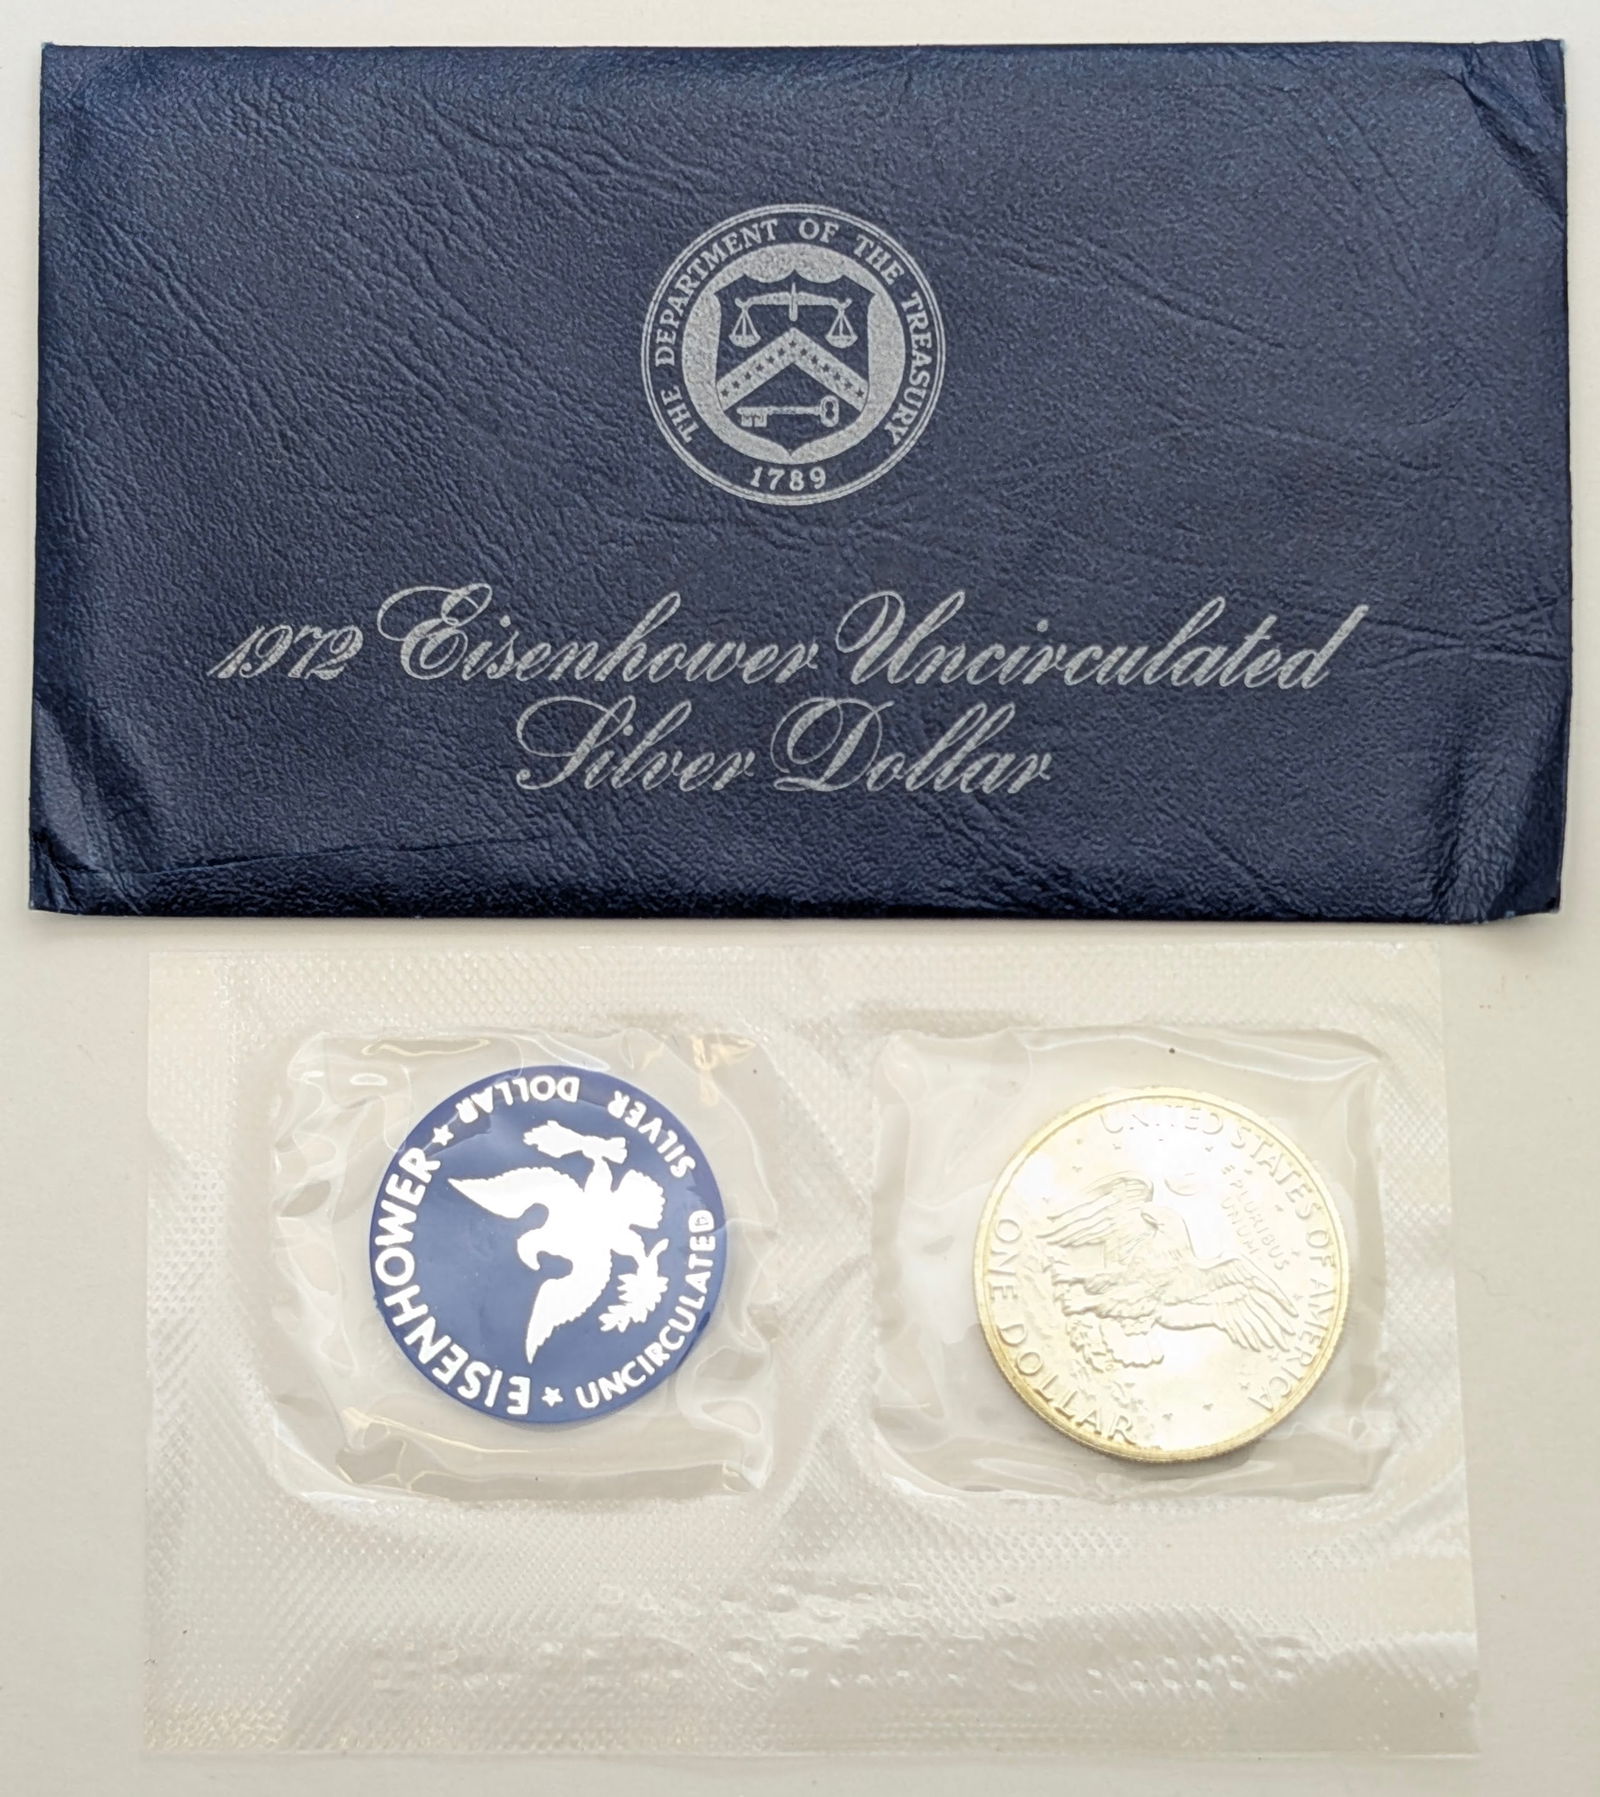 THE DEPARTMENT OF THE TREASURY
1789
1972 Eisenhower Uncirculated
Silver Dollar
EISENHOWER ★ SILVER DOLLAR
★ UNCIRCULATED
UNITED STATES OF AMERICA
E
PLURIBUS
UNUM
ONE DOLLAR